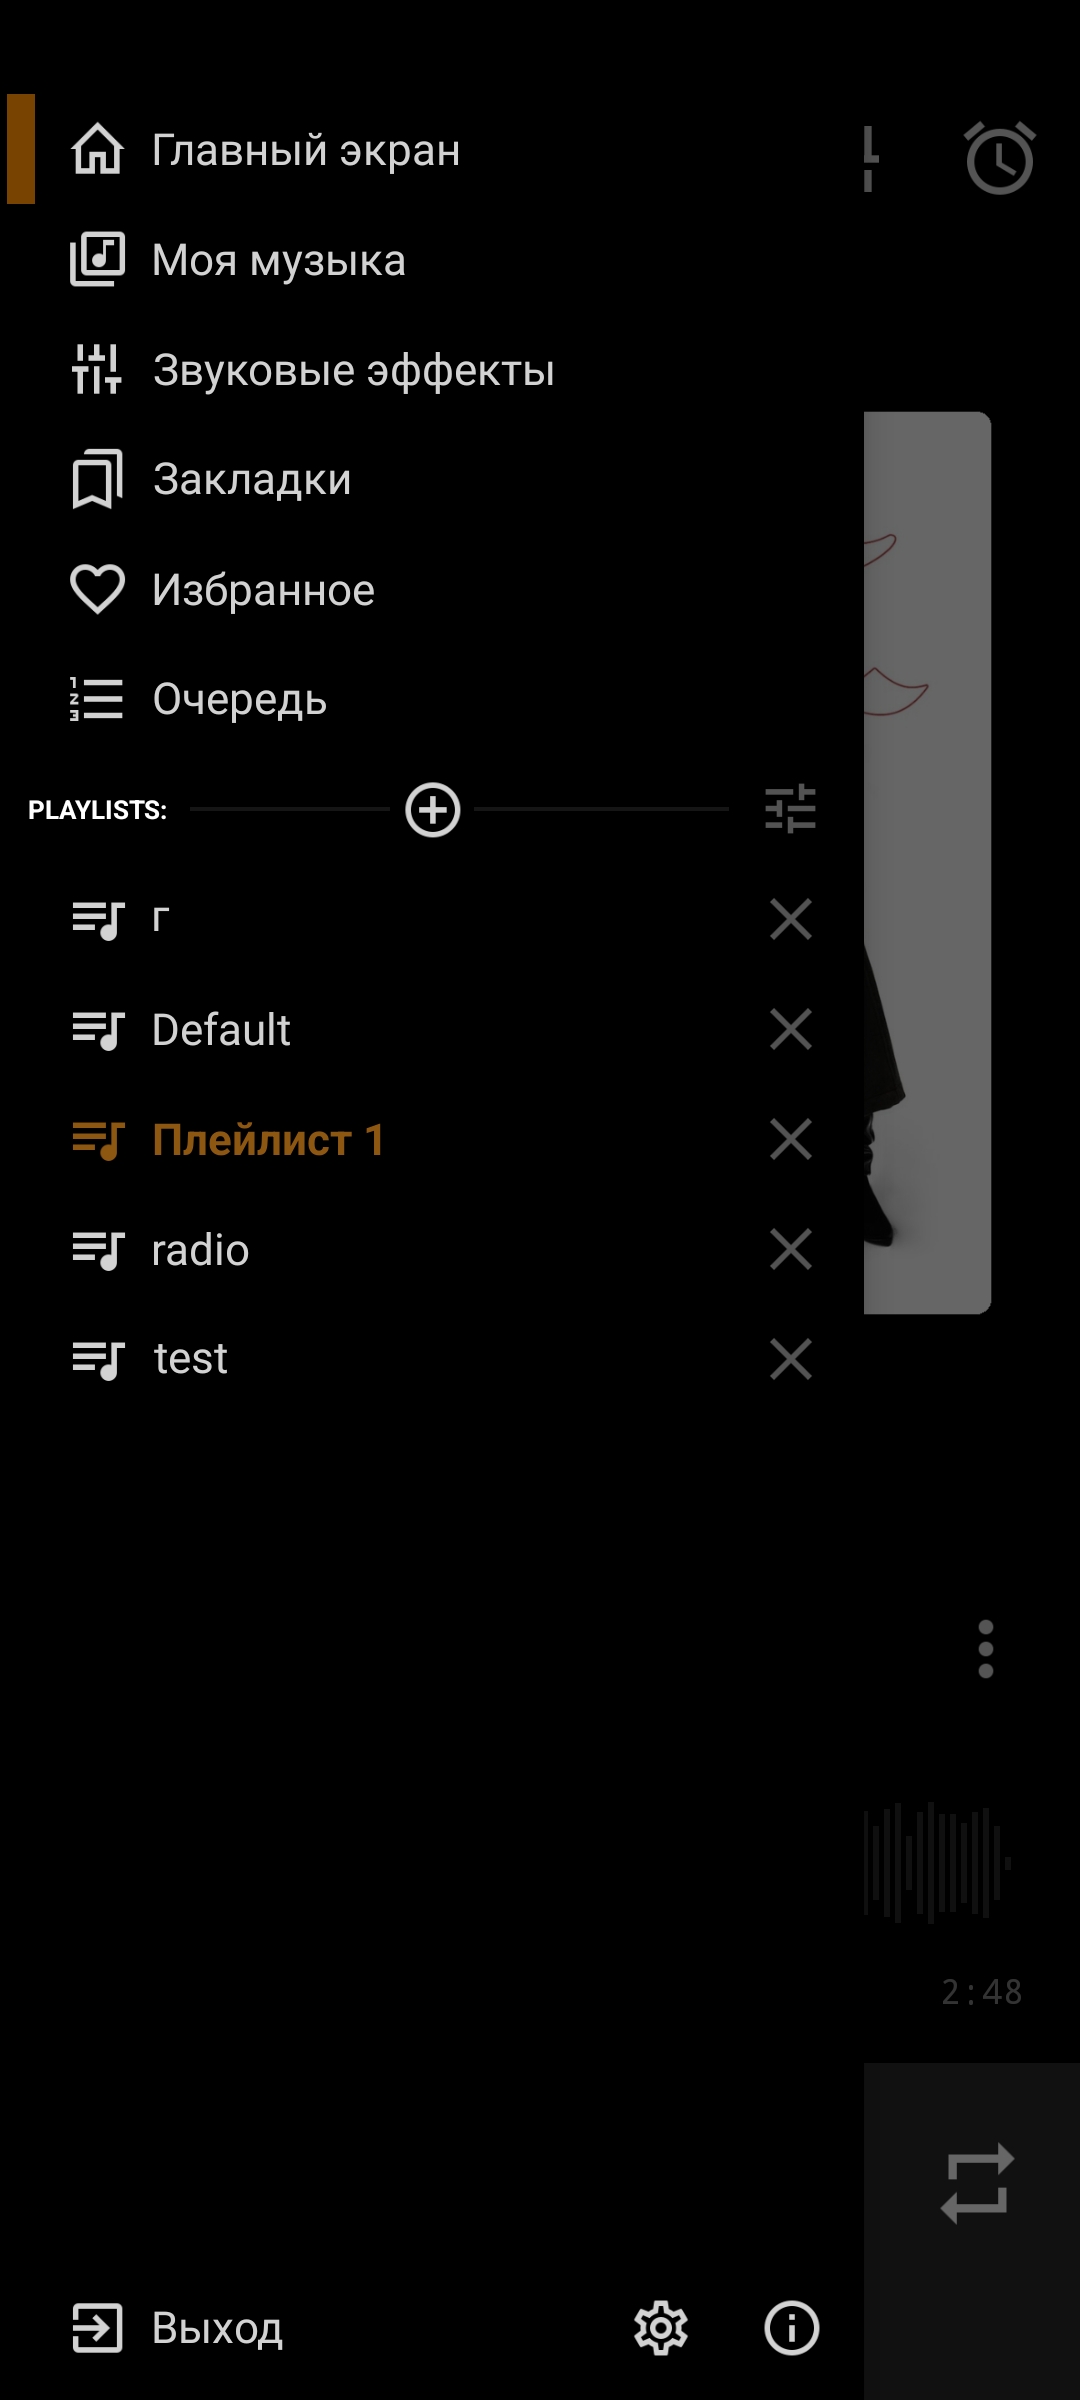 Главный экран
Моя музыка
Звуковые эффекты
Закладки
Избранное
Очередь
PLAYLISTS:
г
Default
Плейлист 1
radio
test
2:48
Выход